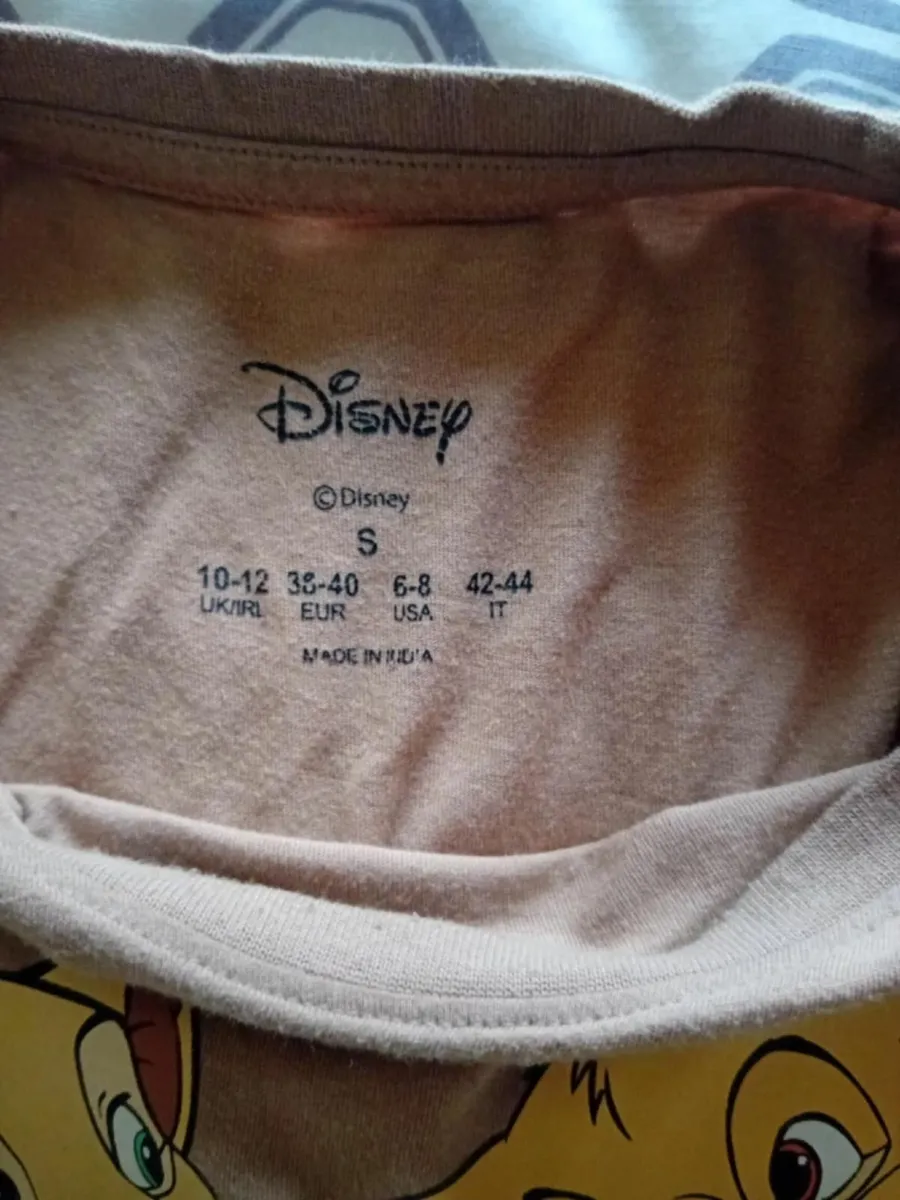 Disney
©Disney
S
10-12 38-40 6-8 42-44
UK/IRL EUR USA IT
MADE IN INDIA